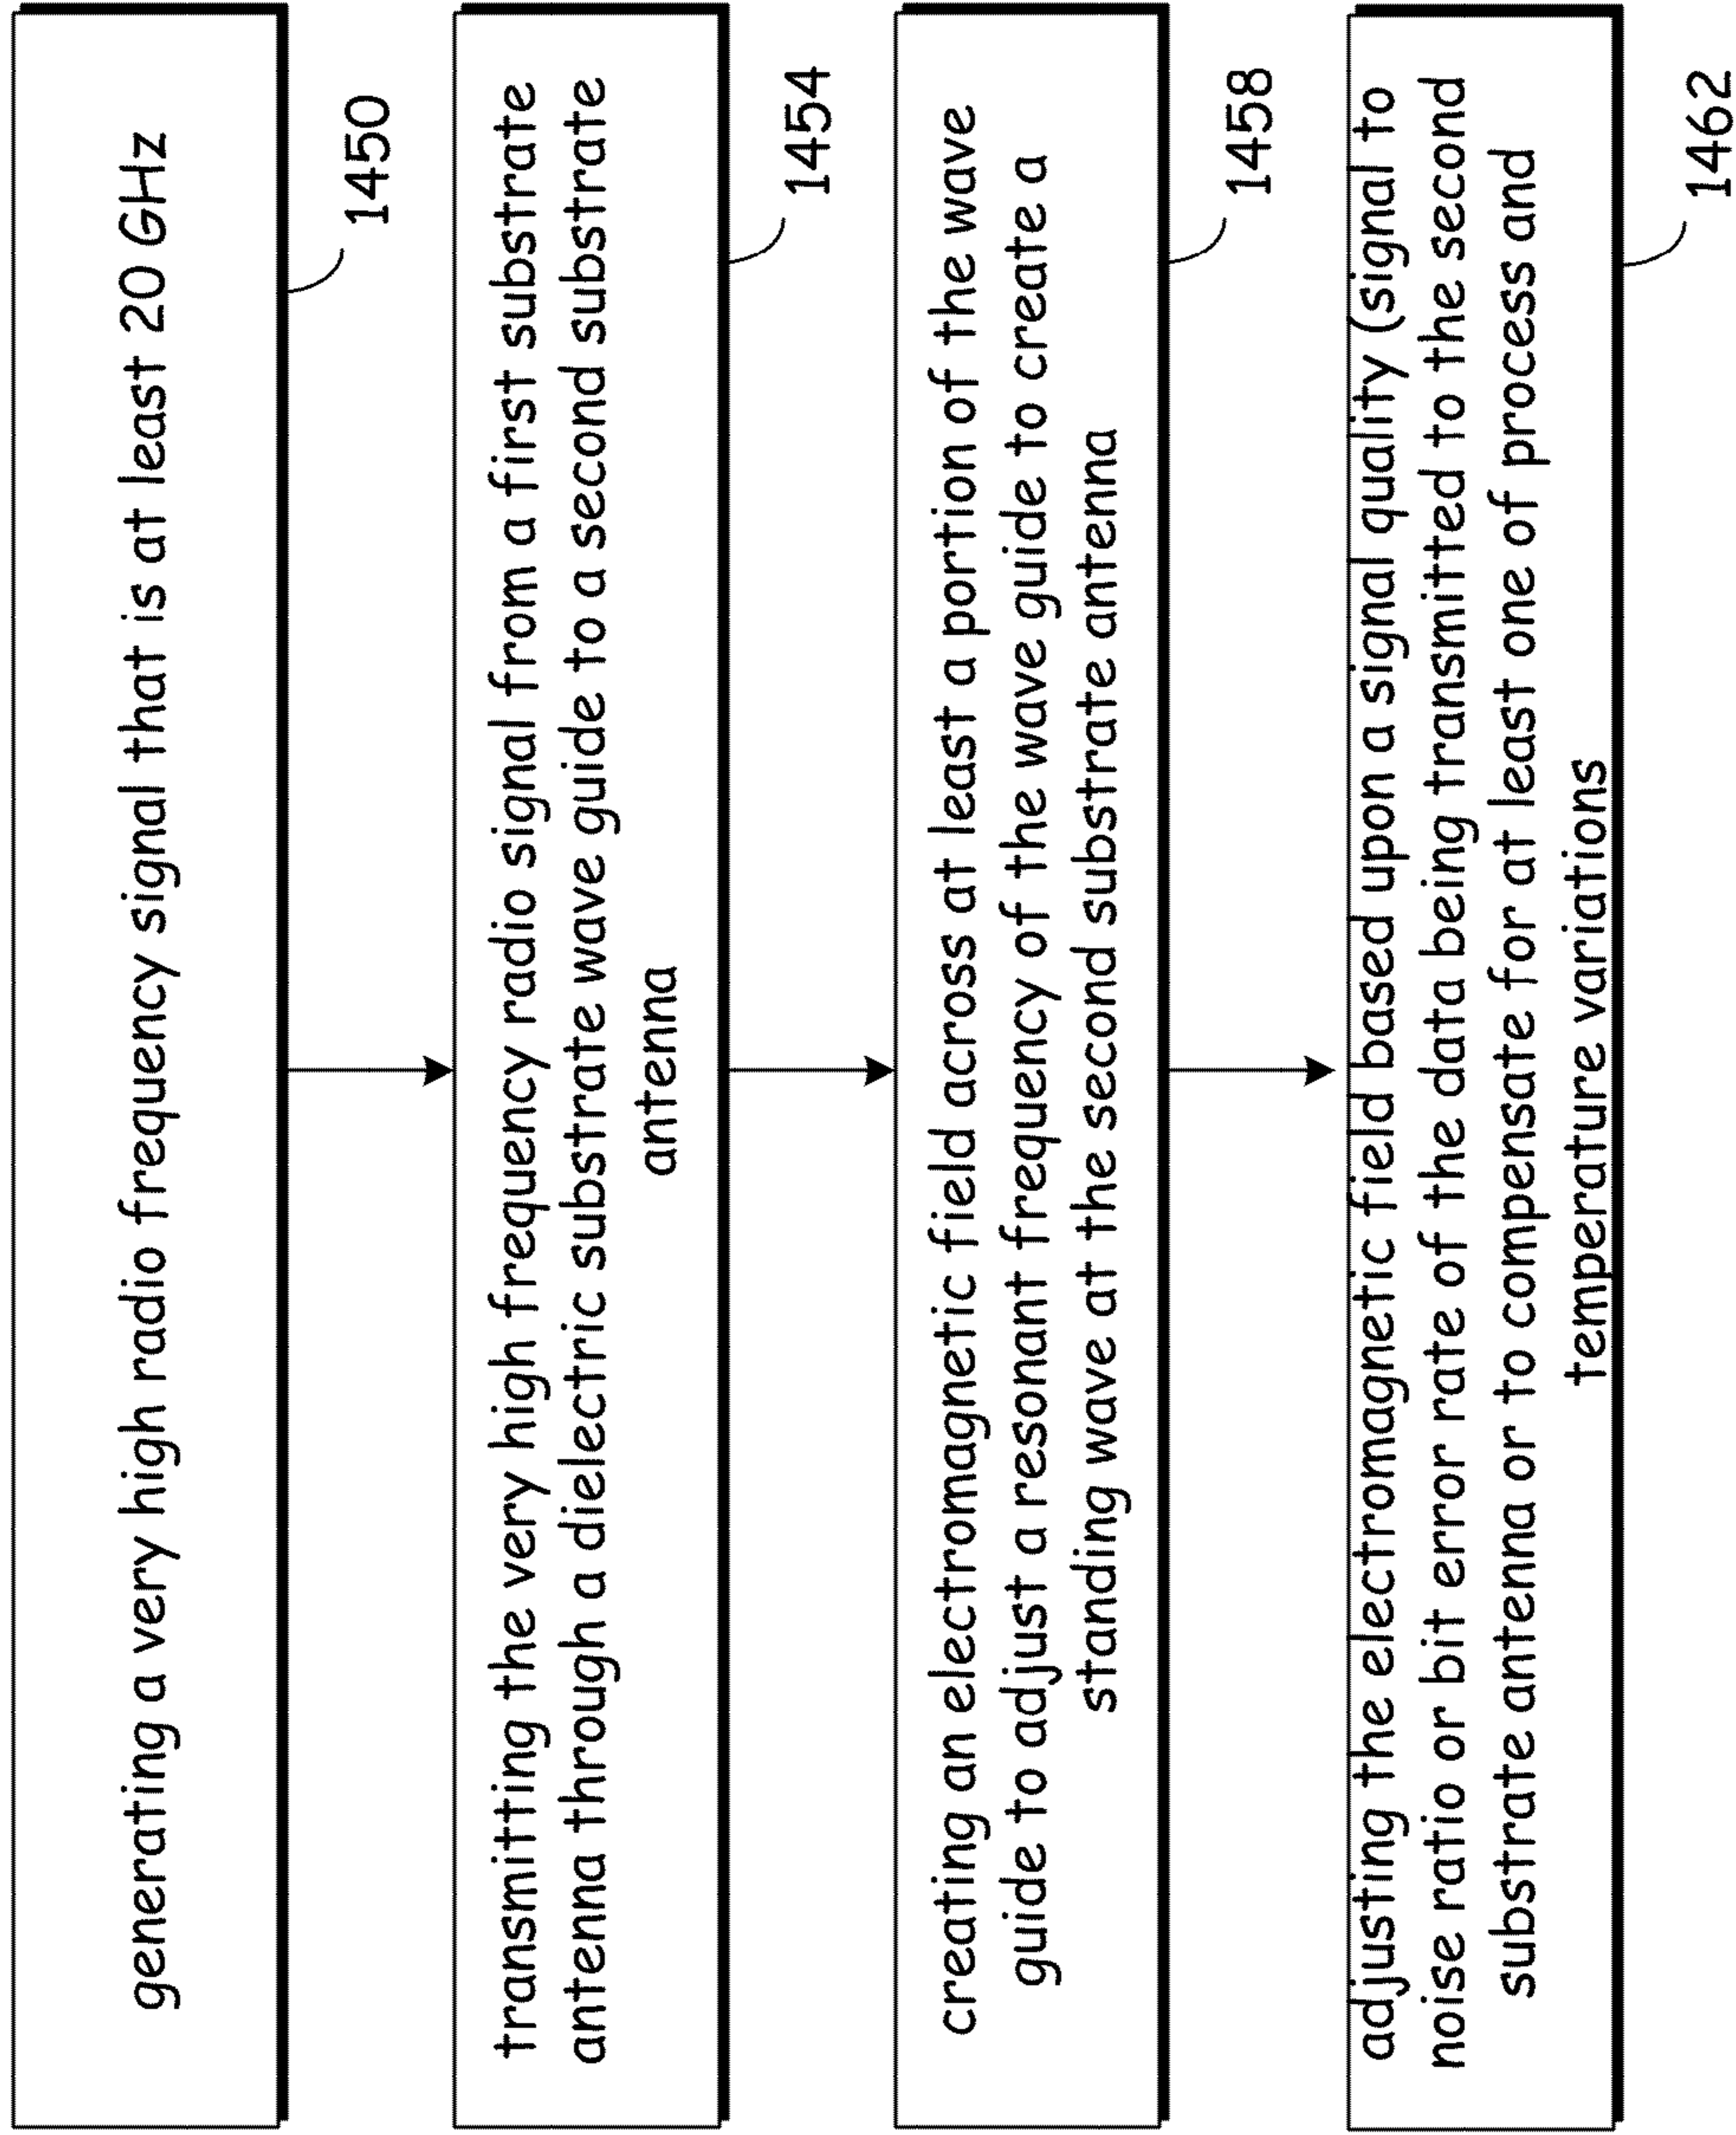 generating a very high radio frequency signal that is at least 20 GHz
1450
transmitting the very high frequency radio signal from a first substrate
antenna through a dielectric substrate wave guide to a second substrate
antenna
1454
creating an electromagnetic field across at least a portion of the wave
guide to adjust a resonant frequency of the wave guide to create a
standing wave at the second substrate antenna
1458
adjusting the electromagnetic field based upon a signal quality (signal to
noise ratio or bit error rate of the data being transmitted to the second
substrate antenna or to compensate for at least one of process and
temperature variations
1462